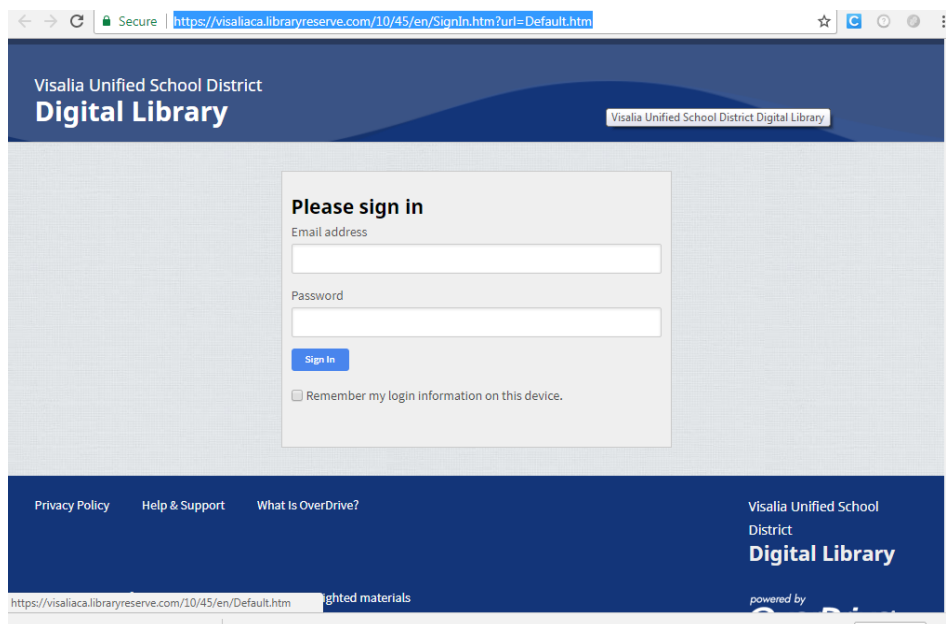 Secure https://visaliaca.libraryreserve.com/10/45/en/SignIn.htm?url=Default.htm
Visalia Unified School District
Digital Library
Visalia Unified School District Digital Library
Please sign in
Email address
Password
Sign In
Remember my login information on this device.
Privacy Policy Help & Support What Is OverDrive?
Visalia Unified School
District
Digital Library
ighted materials
https://visaliaca.libraryreserve.com/10/45/en/Default.htm
powered by